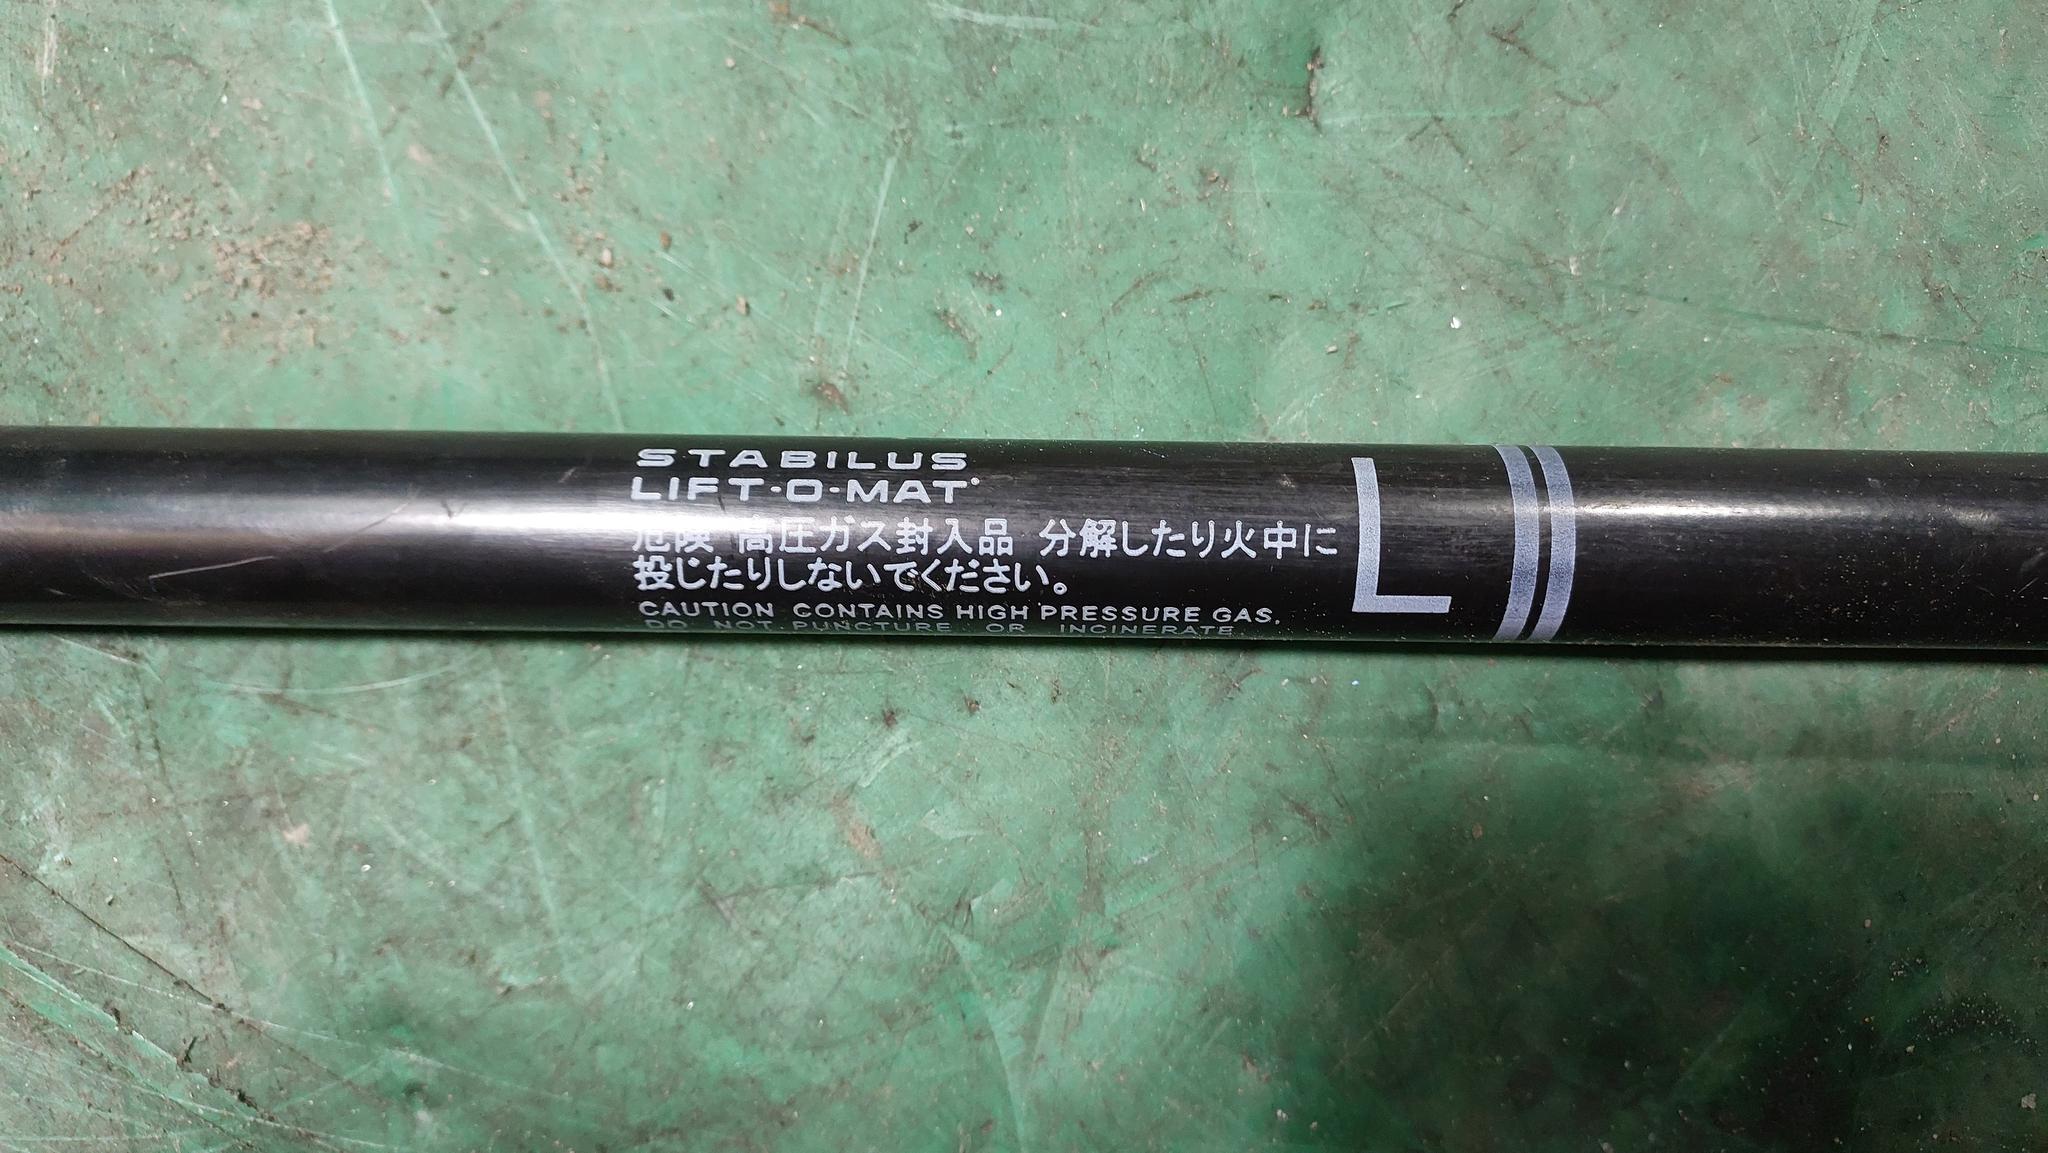 STABILUS
LIFT-O-MAT
危険 高圧ガス封入品 分解したり火中に
投じたりしないでください。
CAUTION CONTAINS HIGH PRESSURE GAS.
DO NOT PUNCTURE OR INCINERATE
L